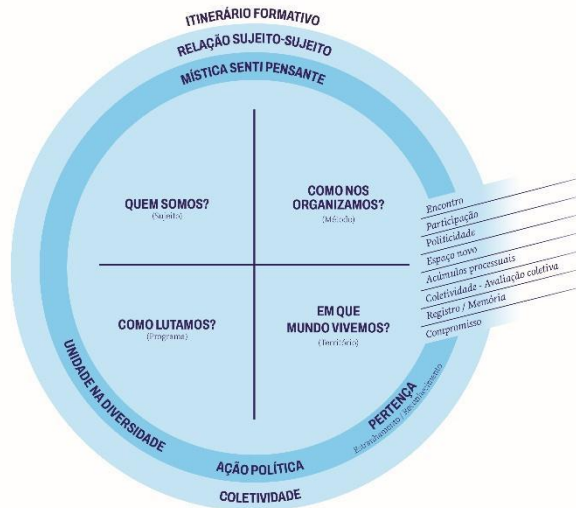 ITINERÁRIO FORMATIVO
RELAÇÃO SUJEITO-SUJEITO
MÍSTICA SENTI PENSANTE
QUEM SOMOS?
(Sujeito)
COMO NOS
ORGANIZAMOS?
(Método)
COMO LUTAMOS?
(Programa)
EM QUE
MUNDO VIVEMOS?
(Território)
Encontro
Participação
Politicidade
Espaço novo
Acúmulos processuais
Coletividade - Avaliação coletiva
Registro / Memória
Compromisso
UNIDADE NA DIVERSIDADE
PERTENÇA
Estranhamento / Reconhecimento
AÇÃO POLÍTICA
COLETIVIDADE